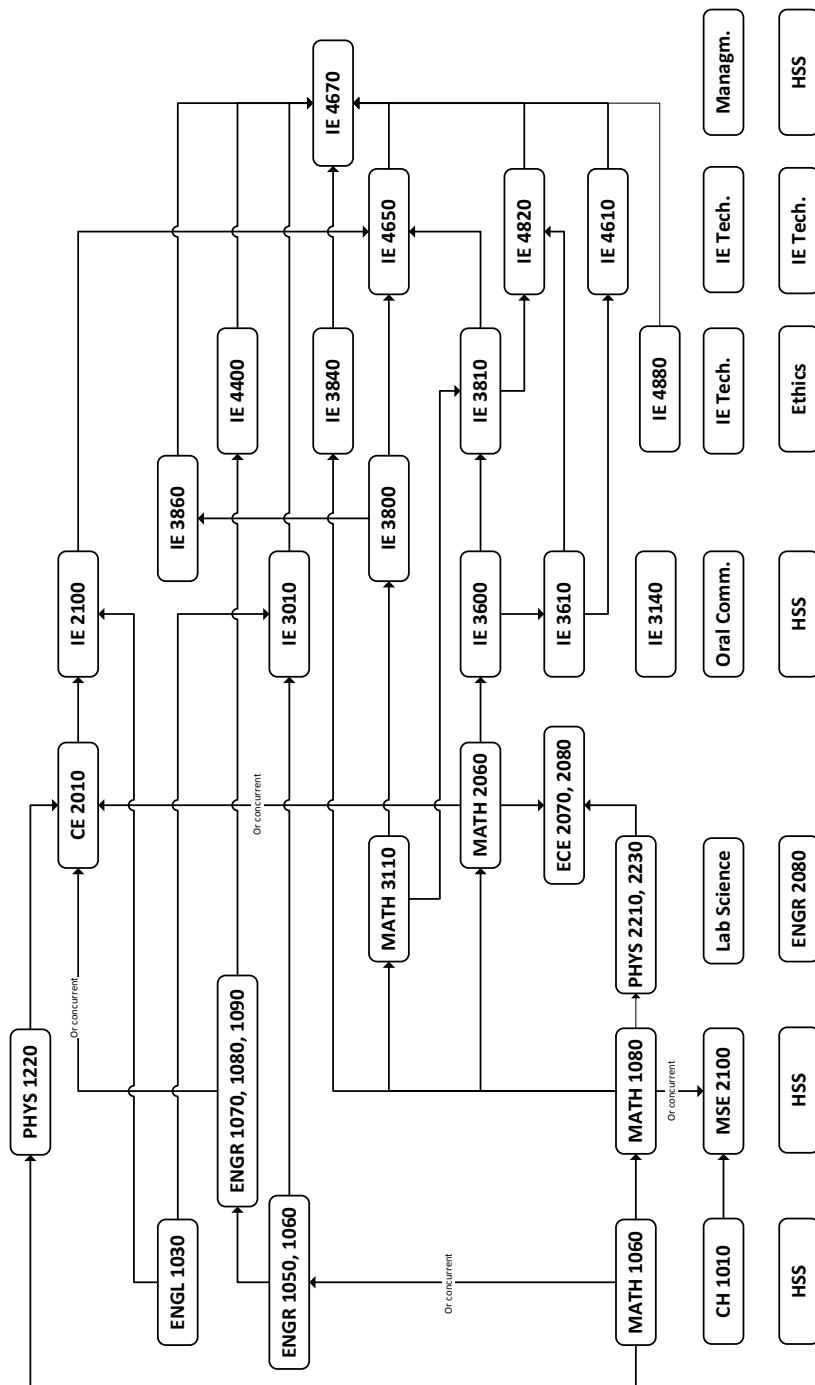 PHYS 1220
CE 2010
IE 2100
ENGL 1030
IE 3860
ENGR 1070, 1080, 1090
IE 4400
ENGR 1050, 1060
IE 3010
IE 3840
IE 4670
MATH 3110
IE 3800
IE 4650
MATH 2060
IE 3600
IE 3810
ECE 2070, 2080
IE 3610
IE 4820
IE 4610
MATH 1060
MATH 1080
PHYS 2210, 2230
IE 3140
IE 4880
CH 1010
MSE 2100
Lab Science
Oral Comm.
IE Tech.
IE Tech.
Managm.
HSS
HSS
ENGR 2080
HSS
Ethics
IE Tech.
HSS
Or concurrent
Or concurrent
Or concurrent
Or concurrent